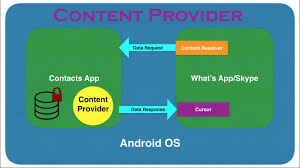 CONTENT PROVIDER
Data Request
Content Resolver
Contacts App
What's App/Skype
Content
Provider
Data Response
Cursor
Android OS